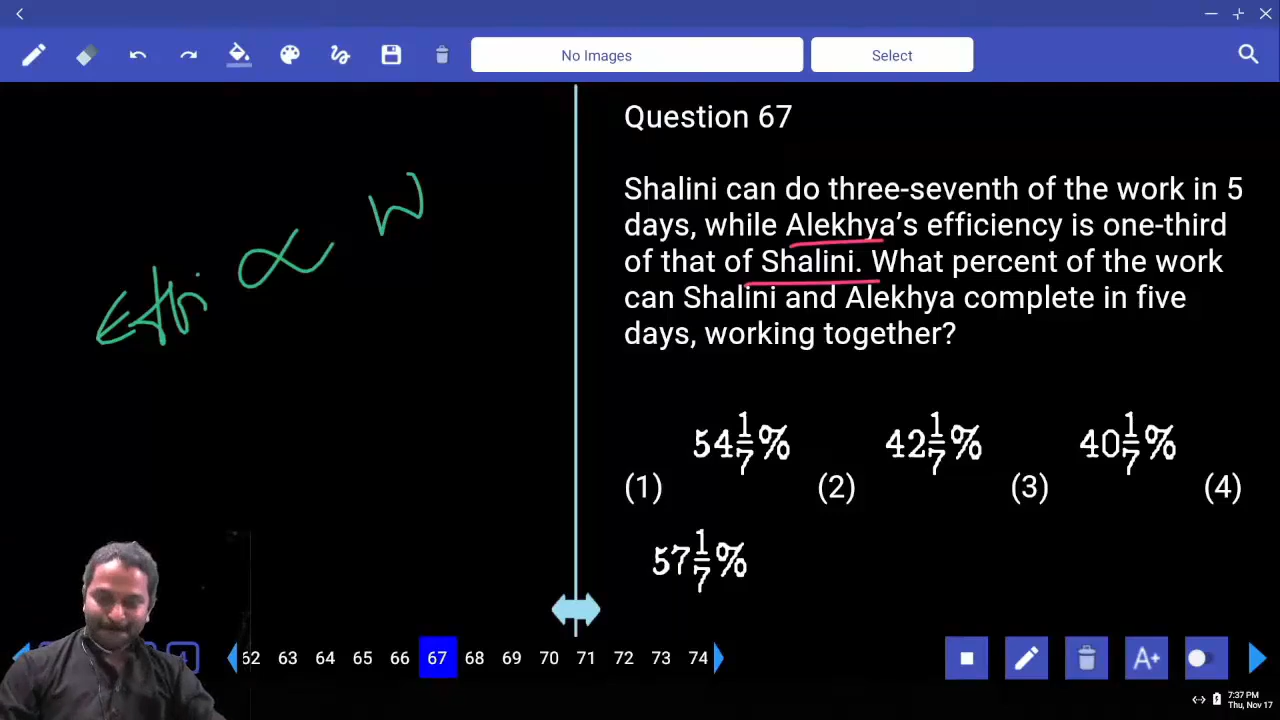 No Images
Select
Effi ∝ W
Question 67
Shalini can do three-seventh of the work in 5
days, while Alekhya’s efficiency is one-third
of that of Shalini. What percent of the work
can Shalini and Alekhya complete in five
days, working together?
(1) 54 1/7% (2) 42 1/7% (3) 40 1/7% (4)
57 1/7%
4 62 63 64 65 66 67 68 69 70 71 72 73 74
A+
7:37 PM
Thu, Nov 17